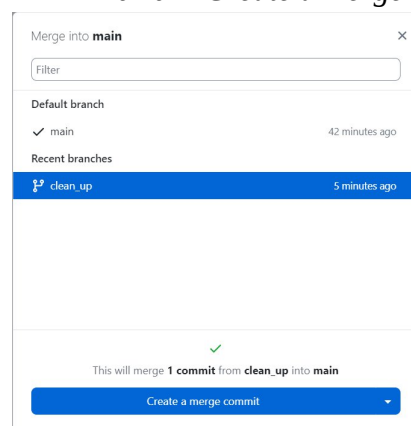 Merge into main
Filter
Default branch
main 42 minutes ago
Recent branches
clean_up 5 minutes ago
This will merge 1 commit from clean_up into main
Create a merge commit